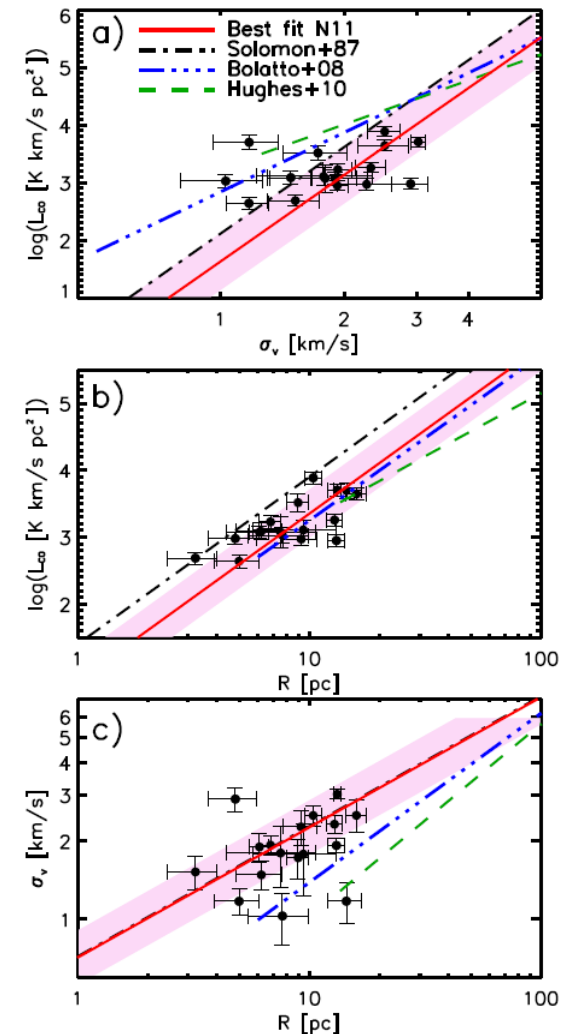 a)
Best fit N11
Solomon+87
Bolatto+08
Hughes+10
6
5
4
3
2
1
log(L_co [K km/s pc²])
1 2 3 4
σ_v [km/s]
b)
5
4
3
2
log(L_co [K km/s pc²])
1 10 100
R [pc]
c)
6
5
4
3
2
1
σ_v [km/s]
1 10 100
R [pc]